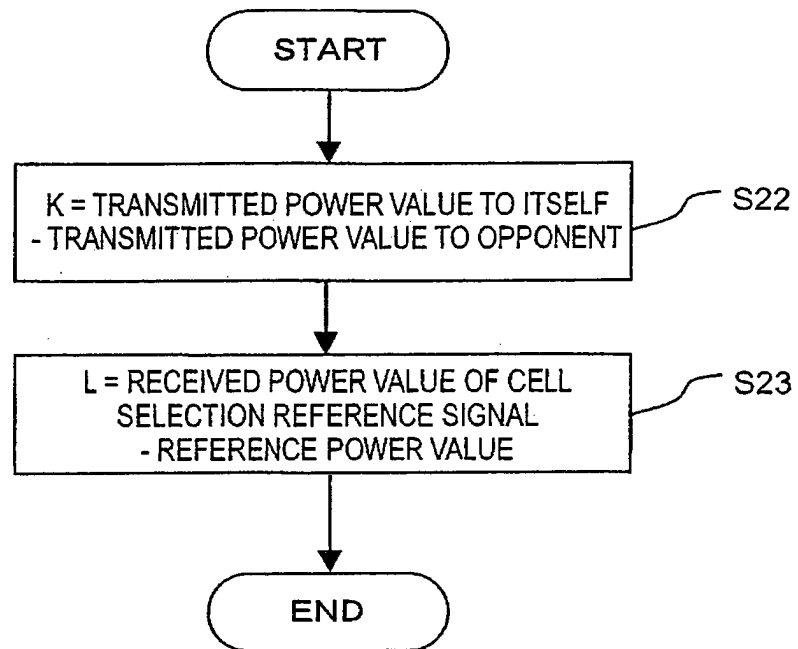 START
K = TRANSMITTED POWER VALUE TO ITSELF
- TRANSMITTED POWER VALUE TO OPPONENT
S22
L = RECEIVED POWER VALUE OF CELL
SELECTION REFERENCE SIGNAL
- REFERENCE POWER VALUE
S23
END